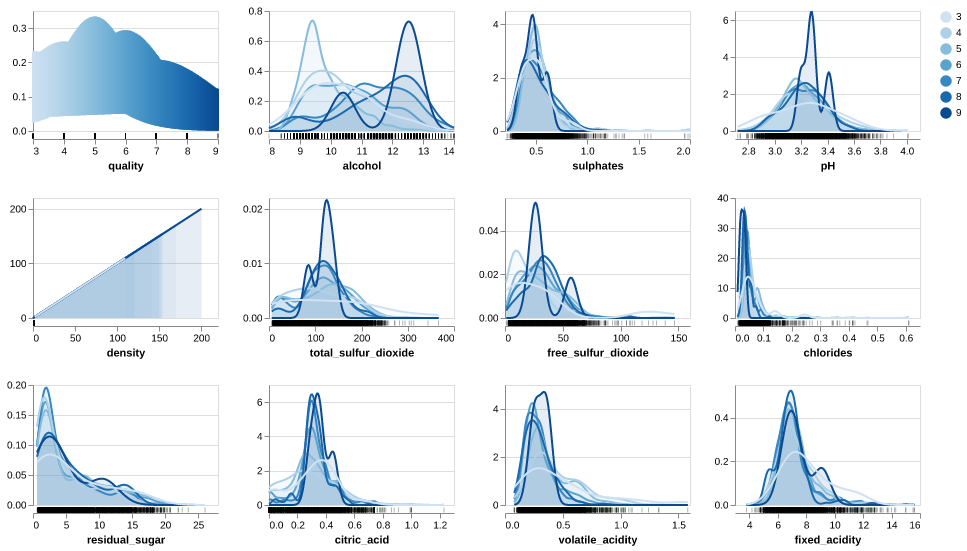 0.3
0.2
0.1
0.0
3 4 5 6 7 8 9
quality
0.8
0.6
0.4
0.2
0.0
8 9 10 11 12 13 14
alcohol
4
2
0
0.5 1.0 1.5 2.0
sulphates
6
4
2
0
2.8 3.0 3.2 3.4 3.6 3.8 4.0
pH
3
4
5
6
7
8
9
200
100
0
0 50 100 150 200
density
0.02
0.01
0.00
0 100 200 300 400
total_sulfur_dioxide
0.04
0.02
0.00
0 50 100 150
free_sulfur_dioxide
40
30
20
10
0
0.0 0.1 0.2 0.3 0.4 0.5 0.6
chlorides
0.20
0.15
0.10
0.05
0.00
0 5 10 15 20 25
residual_sugar
6
4
2
0
0.0 0.2 0.4 0.6 0.8 1.0 1.2
citric_acid
4
2
0
0.0 0.5 1.0 1.5
volatile_acidity
0.4
0.2
0.0
4 6 8 10 12 14 16
fixed_acidity